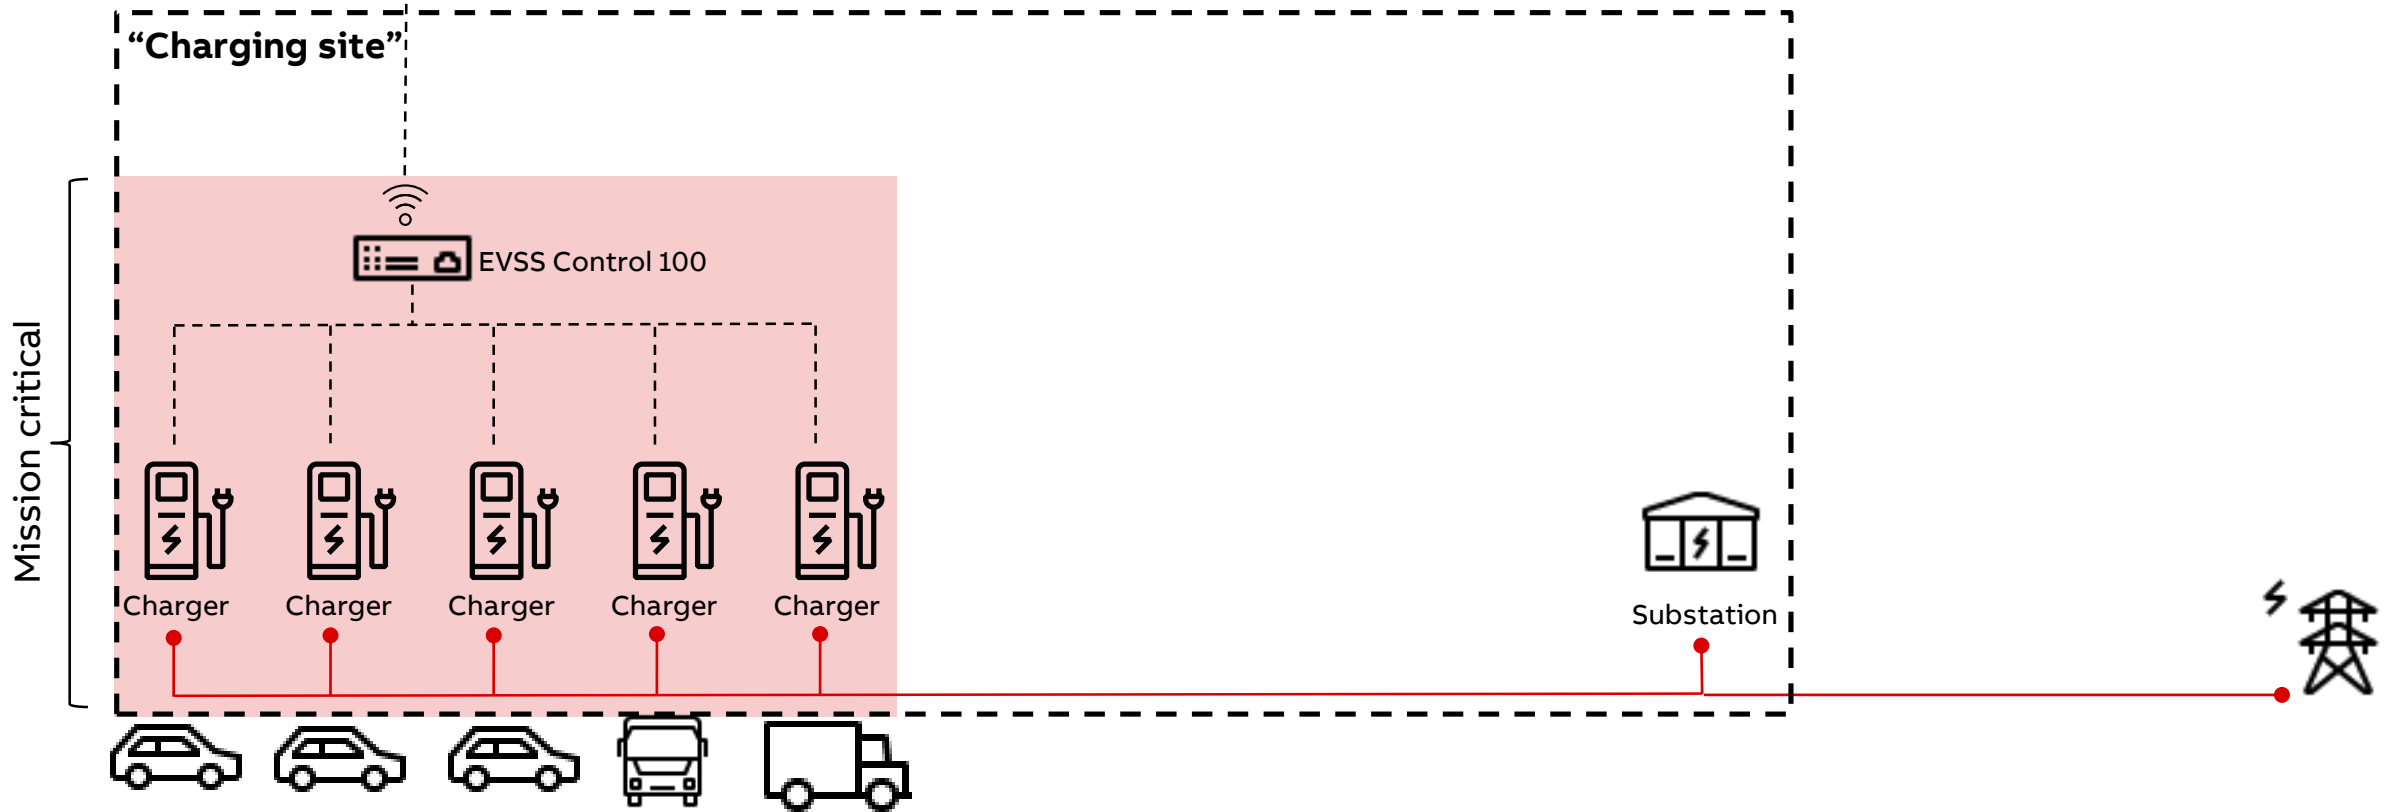 “Charging site”
EVSS Control 100
Mission critical
Charger
Charger
Charger
Charger
Charger
Substation